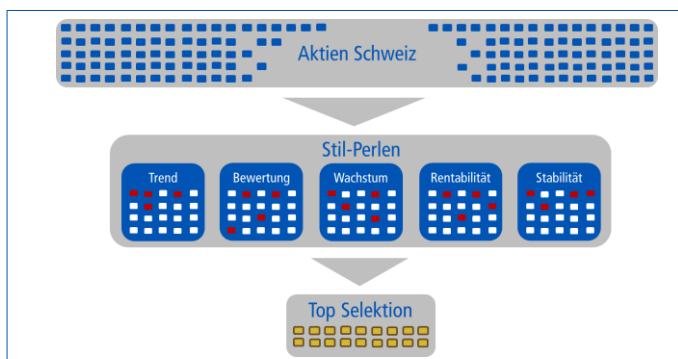 Aktien Schweiz
Stil-Perlen
Trend Bewertung Wachstum Rentabilität Stabilität
Top Selektion